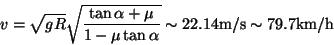 v = \sqrt{gR} \sqrt{\frac{\tan \alpha + \mu}{1 - \mu \tan \alpha}} \sim 22.14 \mathrm{m/s} \sim 79.7 \mathrm{km/h}